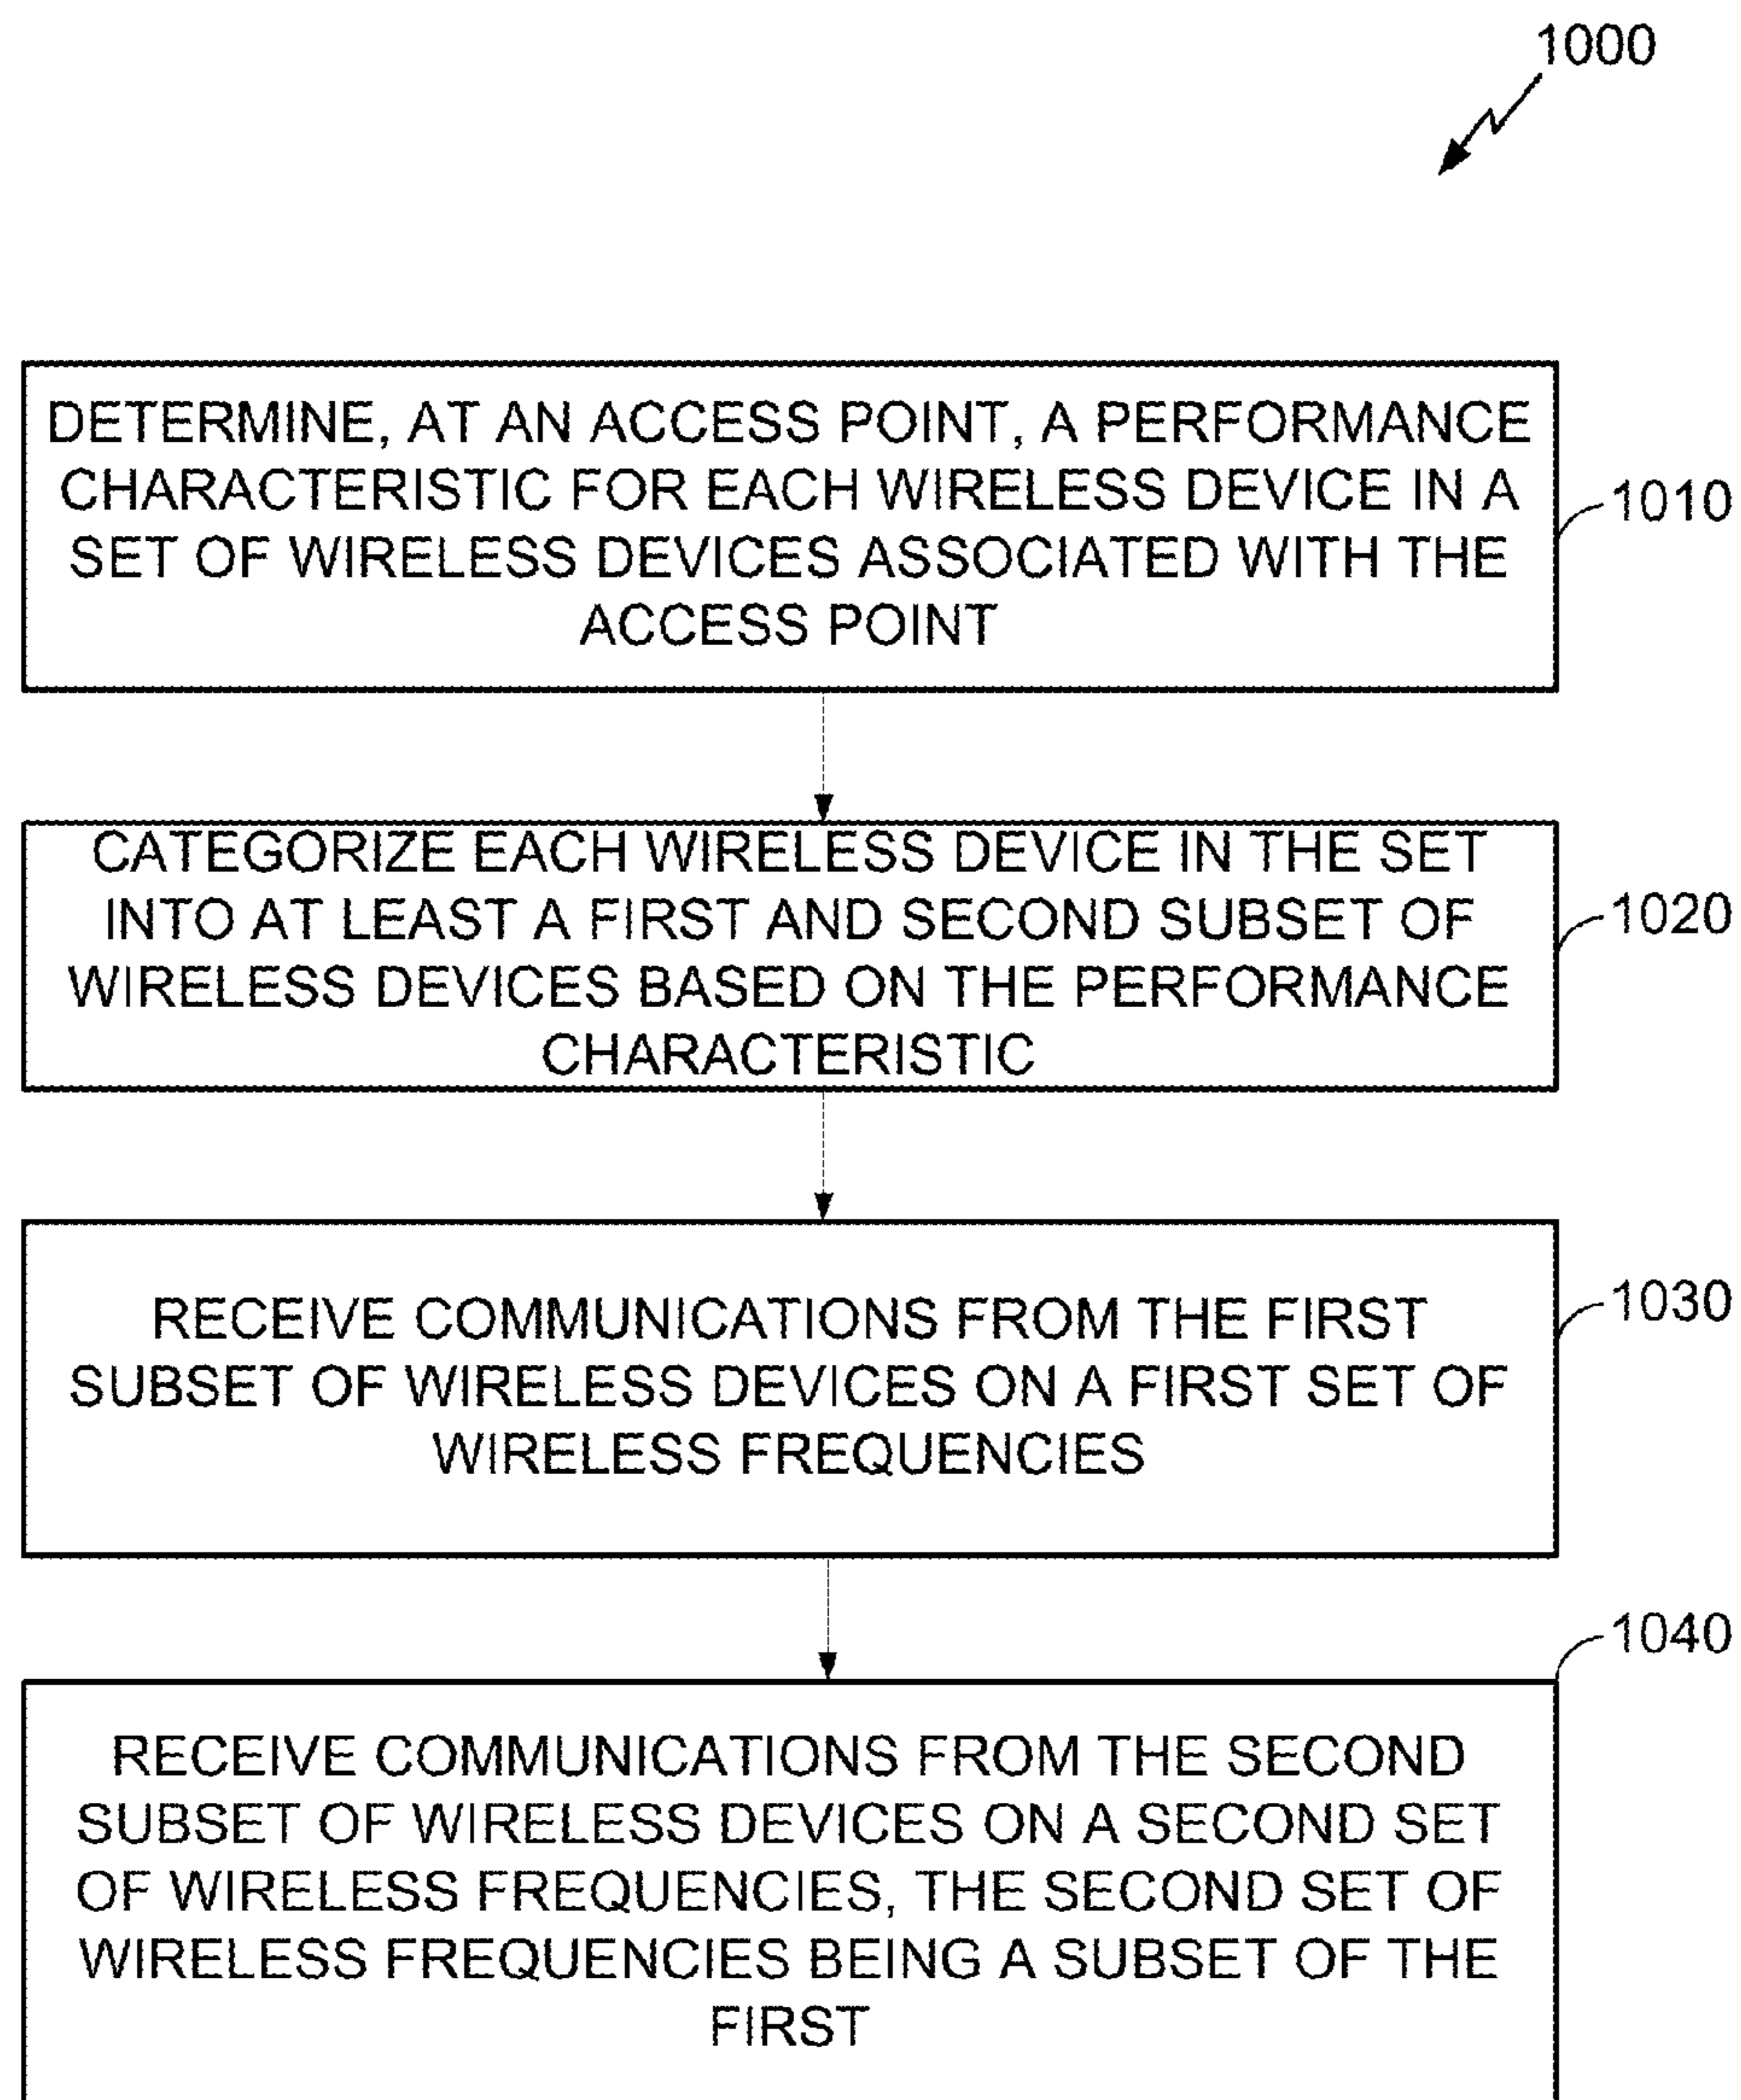 1000
DETERMINE, AT AN ACCESS POINT, A PERFORMANCE
CHARACTERISTIC FOR EACH WIRELESS DEVICE IN A
SET OF WIRELESS DEVICES ASSOCIATED WITH THE
ACCESS POINT
1010
CATEGORIZE EACH WIRELESS DEVICE IN THE SET
INTO AT LEAST A FIRST AND SECOND SUBSET OF
WIRELESS DEVICES BASED ON THE PERFORMANCE
CHARACTERISTIC
1020
RECEIVE COMMUNICATIONS FROM THE FIRST
SUBSET OF WIRELESS DEVICES ON A FIRST SET OF
WIRELESS FREQUENCIES
1030
RECEIVE COMMUNICATIONS FROM THE SECOND
SUBSET OF WIRELESS DEVICES ON A SECOND SET
OF WIRELESS FREQUENCIES, THE SECOND SET OF
WIRELESS FREQUENCIES BEING A SUBSET OF THE
FIRST
1040